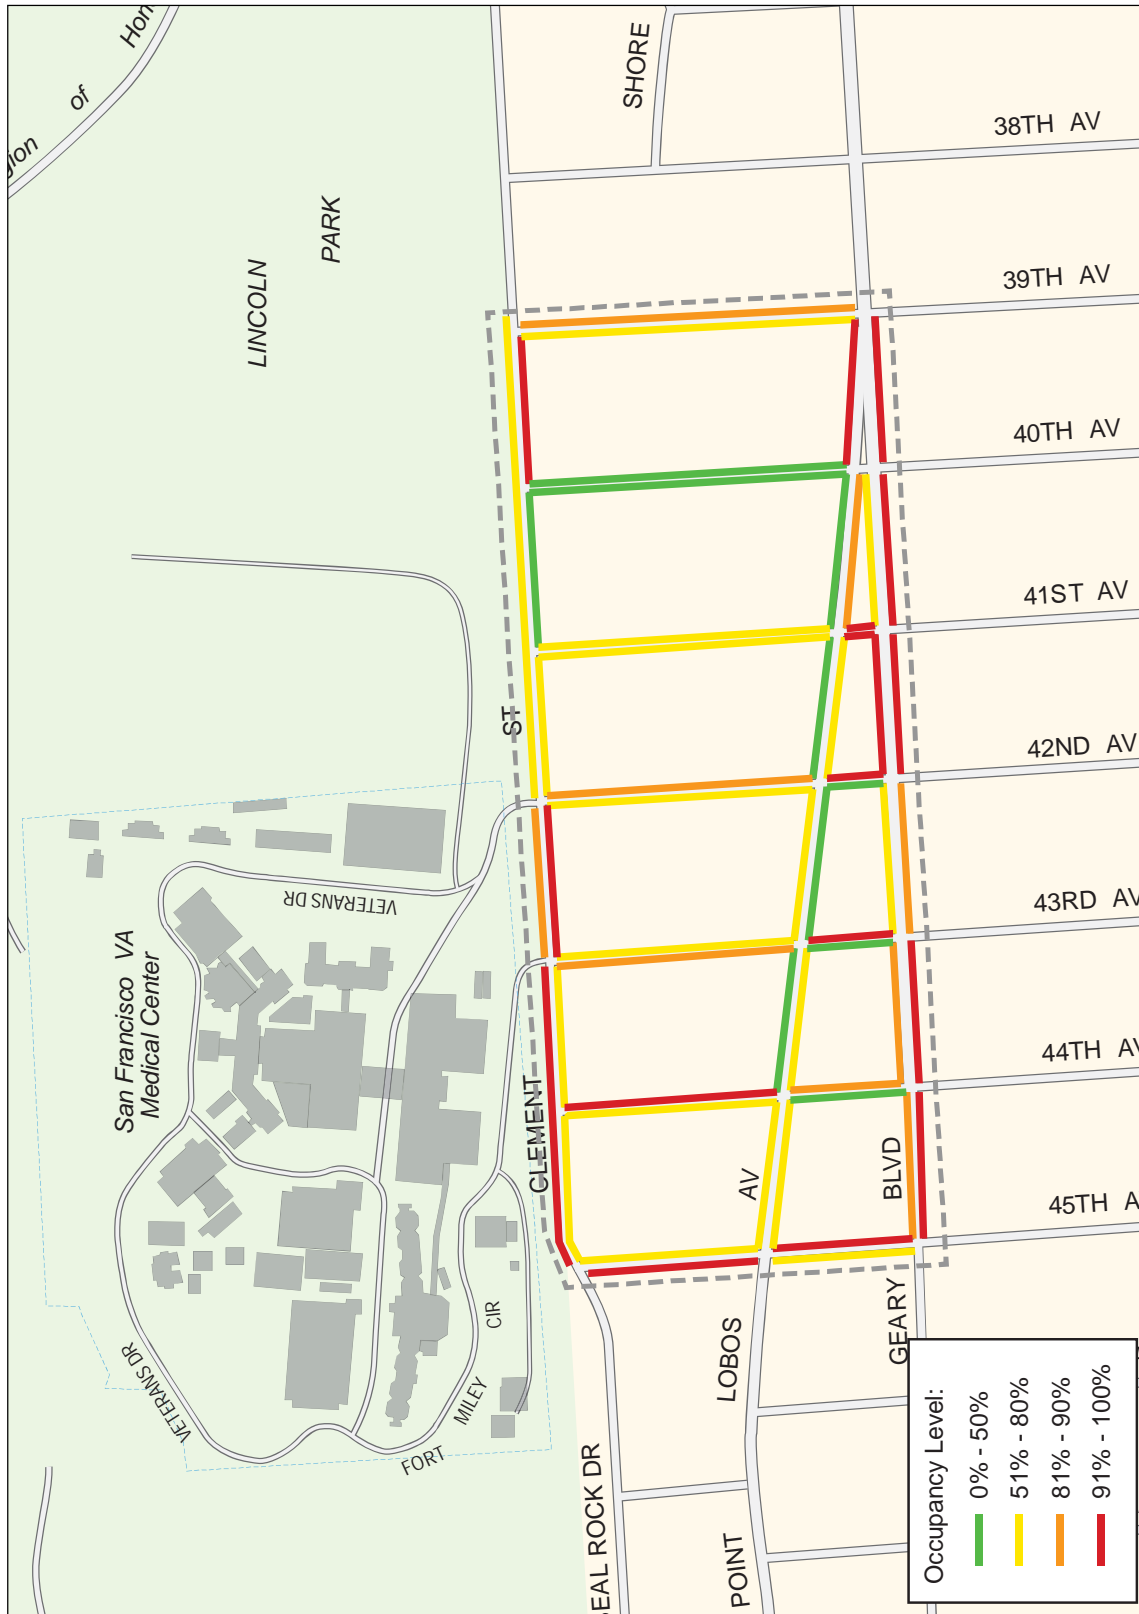 Hon
of
gion
LINCOLN
PARK
SHORE
38TH AV
39TH AV
40TH AV
41ST AV
42ND AV
43RD AV
44TH AV
45TH A
San Francisco VA
Medical Center
VETERANS DR
VETERANS DR
FORT
MILEY
CIR
CLEMENT
ST
SEAL ROCK DR
POINT
LOBOS
AV
GEARY
BLVD
Occupancy Level:
0% - 50%
51% - 80%
81% - 90%
91% - 100%